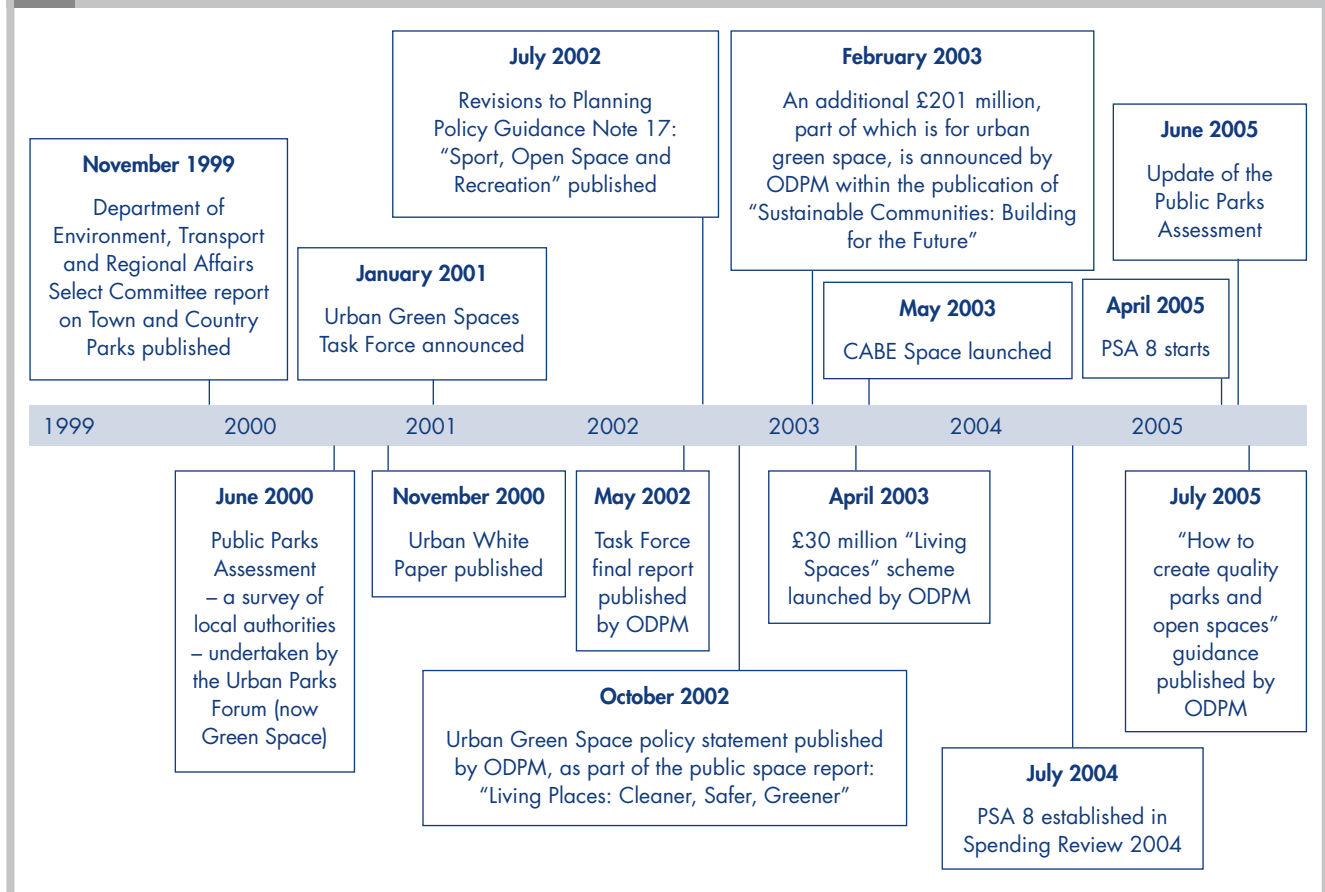 November 1999
Department of
Environment, Transport
and Regional Affairs
Select Committee report
on Town and Country
Parks published
January 2001
Urban Green Spaces
Task Force announced
July 2002
Revisions to Planning
Policy Guidance Note 17:
“Sport, Open Space and
Recreation” published
February 2003
An additional £201 million,
part of which is for urban
green space, is announced by
ODPM within the publication of
“Sustainable Communities: Building
for the Future”
May 2003
CABE Space launched
April 2005
PSA 8 starts
June 2005
Update of the
Public Parks
Assessment
1999 2000 2001 2002 2003 2004 2005
June 2000
Public Parks
Assessment
– a survey of
local authorities
– undertaken by
the Urban Parks
Forum (now
Green Space)
November 2000
Urban White
Paper published
May 2002
Task Force
final report
published
by ODPM
October 2002
Urban Green Space policy statement published
by ODPM, as part of the public space report:
“Living Places: Cleaner, Safer, Greener”
April 2003
£30 million “Living
Spaces” scheme
launched by ODPM
July 2004
PSA 8 established in
Spending Review 2004
July 2005
“How to
create quality
parks and
open spaces”
guidance
published by
ODPM